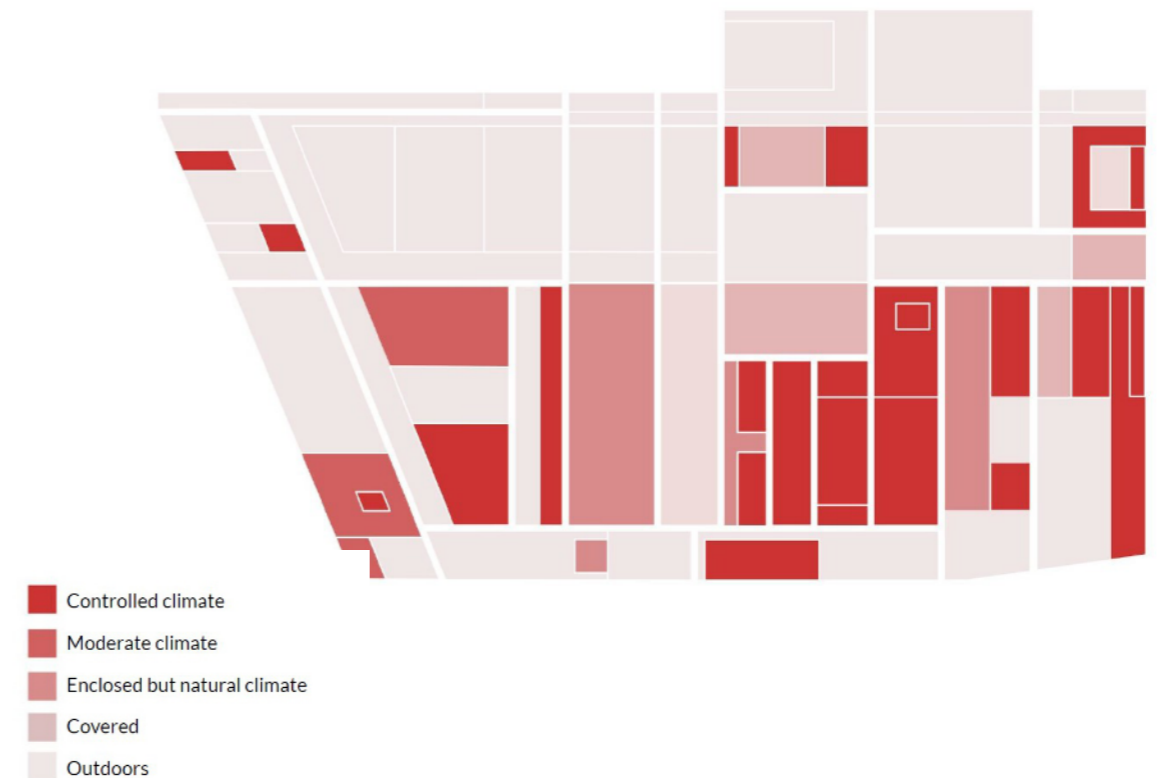 Controlled climate
Moderate climate
Enclosed but natural climate
Covered
Outdoors